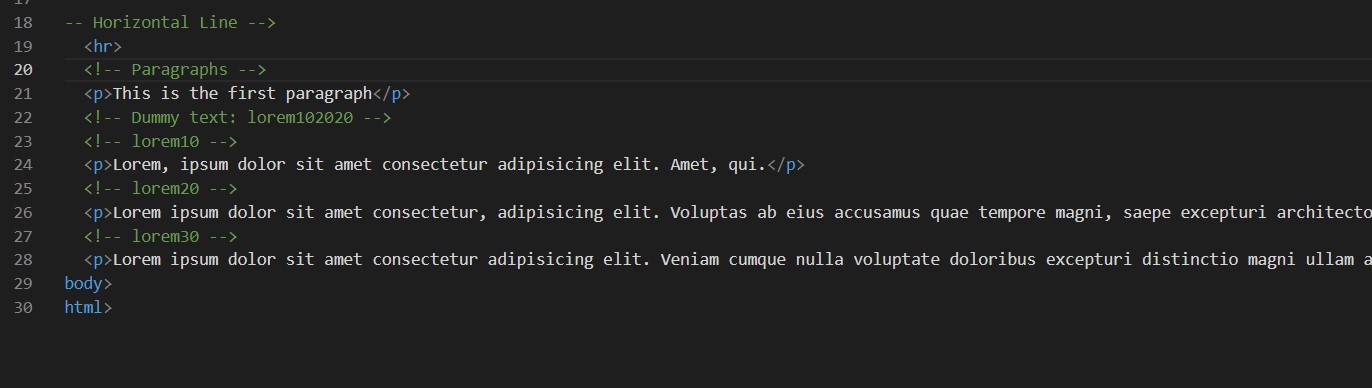 17
18 -- Horizontal Line -->
19 <hr>
20 <!-- Paragraphs -->
21 <p>This is the first paragraph</p>
22 <!-- Dummy text: lorem102020 -->
23 <!-- lorem10 -->
24 <p>Lorem, ipsum dolor sit amet consectetur adipisicing elit. Amet, qui.</p>
25 <!-- lorem20 -->
26 <p>Lorem ipsum dolor sit amet consectetur, adipisicing elit. Voluptas ab eius accusamus quae tempore magni, saepe excepturi architecto
27 <!-- lorem30 -->
28 <p>Lorem ipsum dolor sit amet consectetur adipisicing elit. Veniam cumque nulla voluptate doloribus excepturi distinctio magni ullam a
29 body>
30 html>